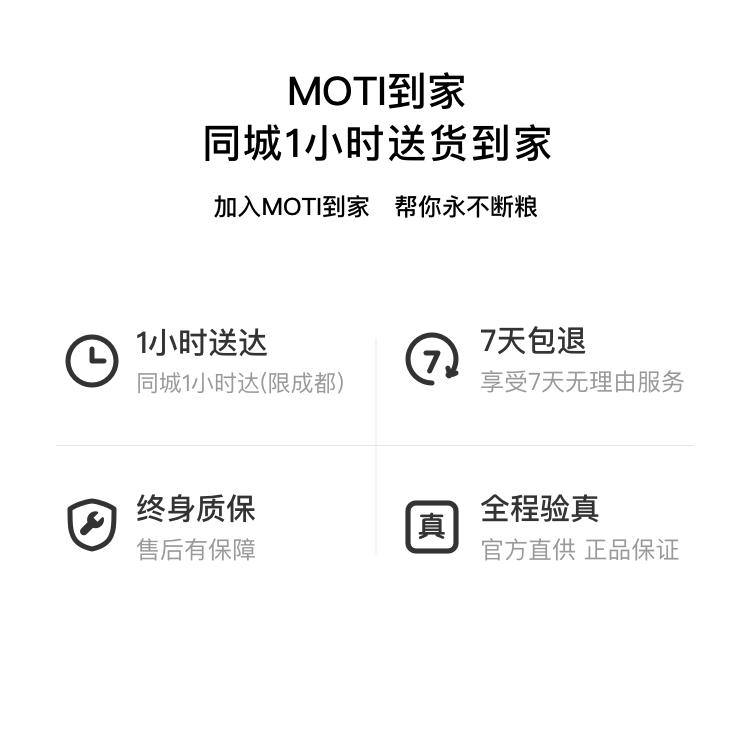 MOTI到家
同城1小时送货到家
加入MOTI到家 帮你永不断粮
1小时送达
同城1小时达(限成都)
7天包退
7
享受7天无理由服务
终身质保
售后有保障
全程验真
真
官方直供 正品保证